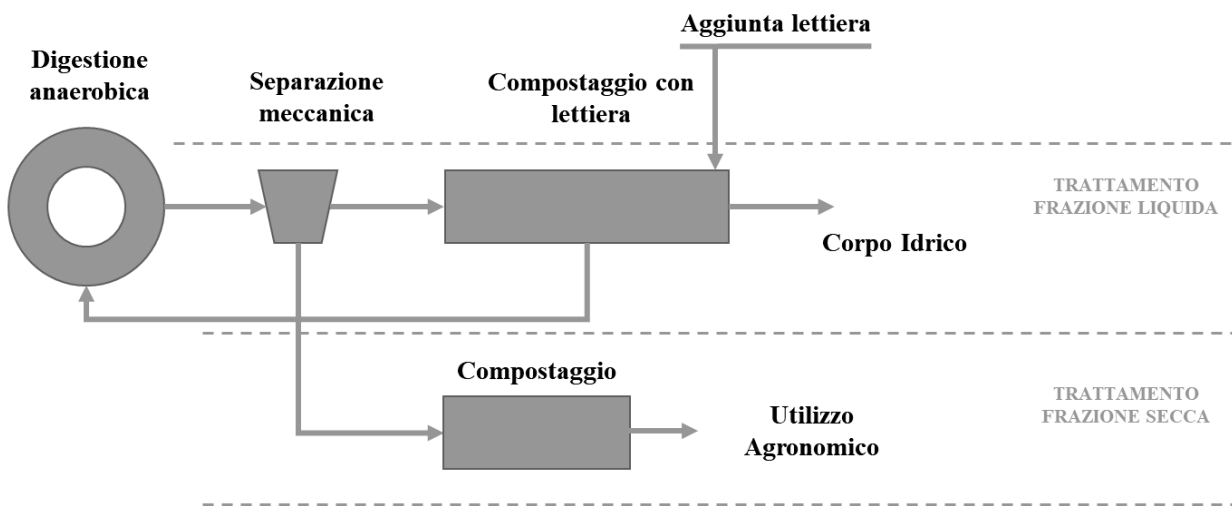 Aggiunta lettiera
Digestione
anaerobica
Separazione
meccanica
Compostaggio con
lettiera
TRATTAMENTO
FRAZIONE LIQUIDA
Corpo Idrico
Compostaggio
TRATTAMENTO
FRAZIONE SECCA
Utilizzo
Agronomico